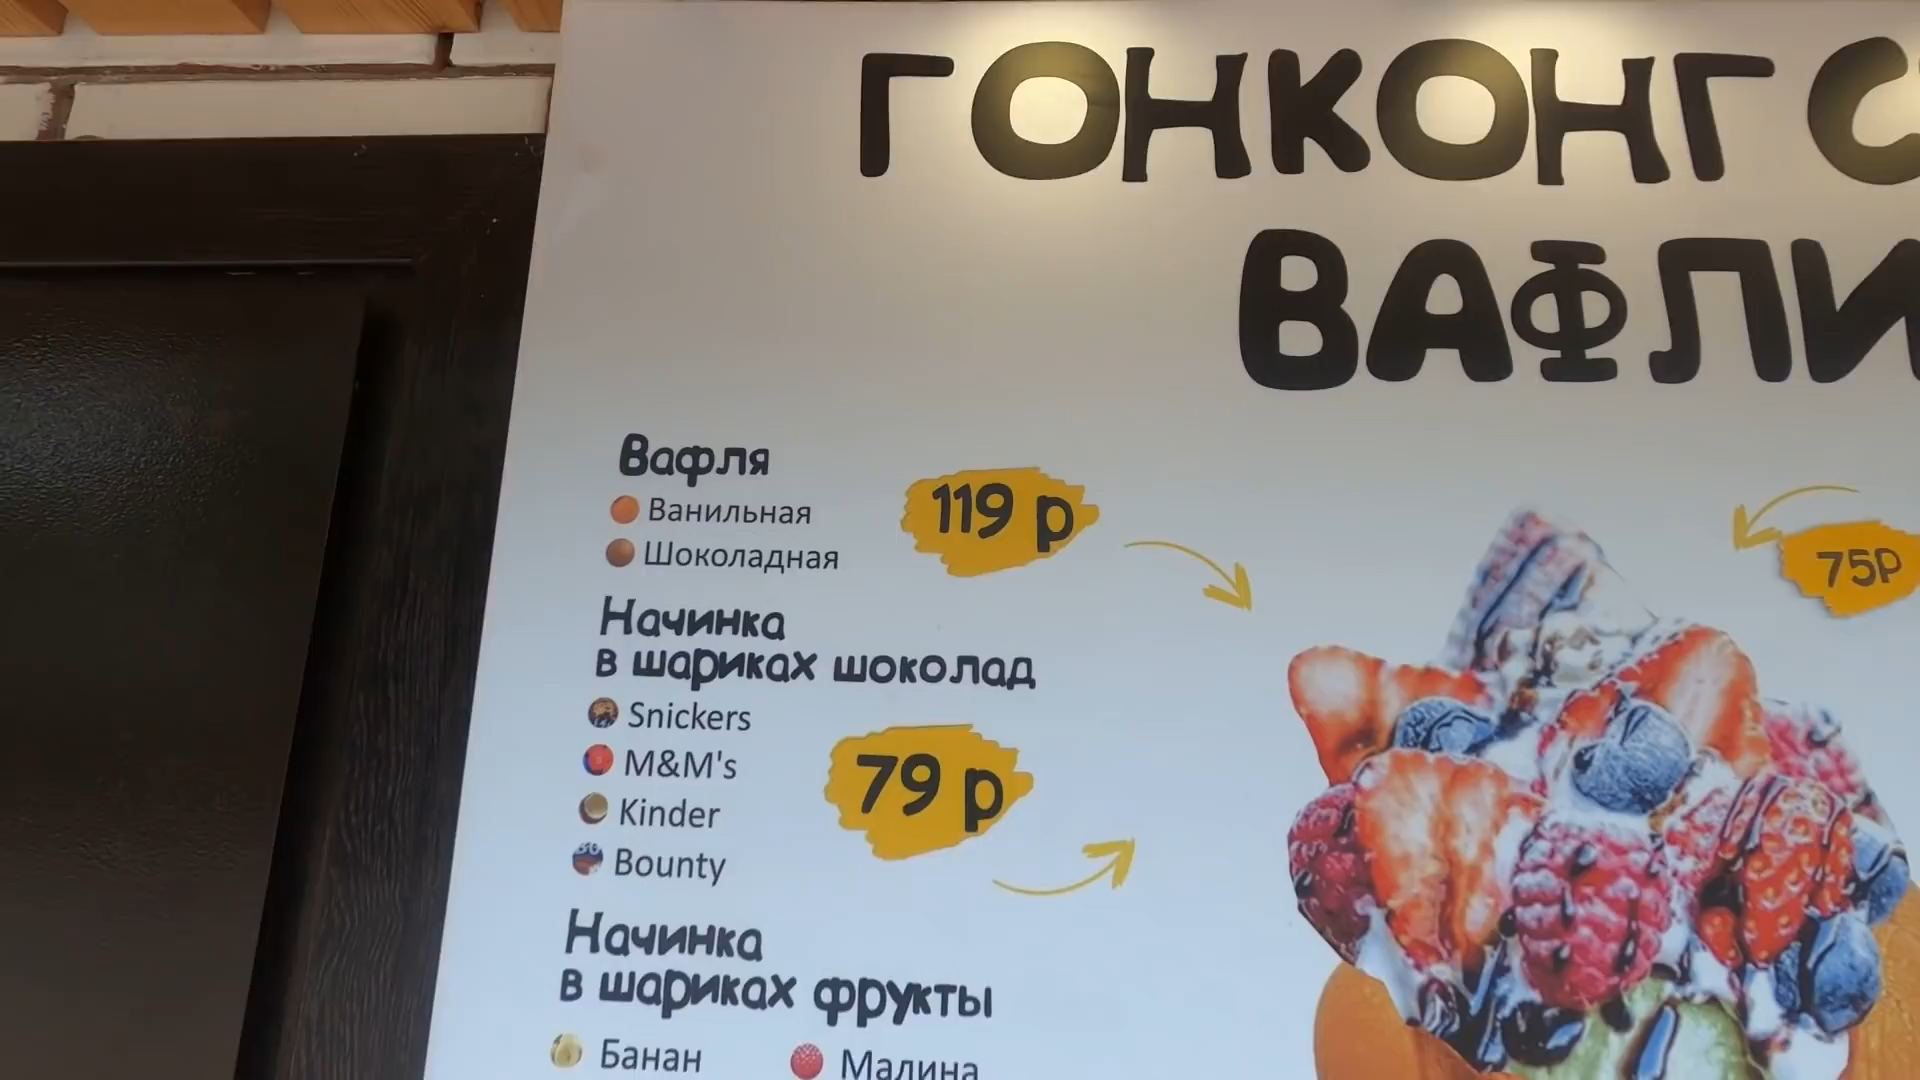 ГОНКОНГС
ВАФЛИ
Вафля
Ванильная
Шоколадная
119 р
75р
Начинка
в шариках шоколад
Snickers
M&M's
Kinder
Bounty
79 р
Начинка
в шариках фрукты
Банан
Малина